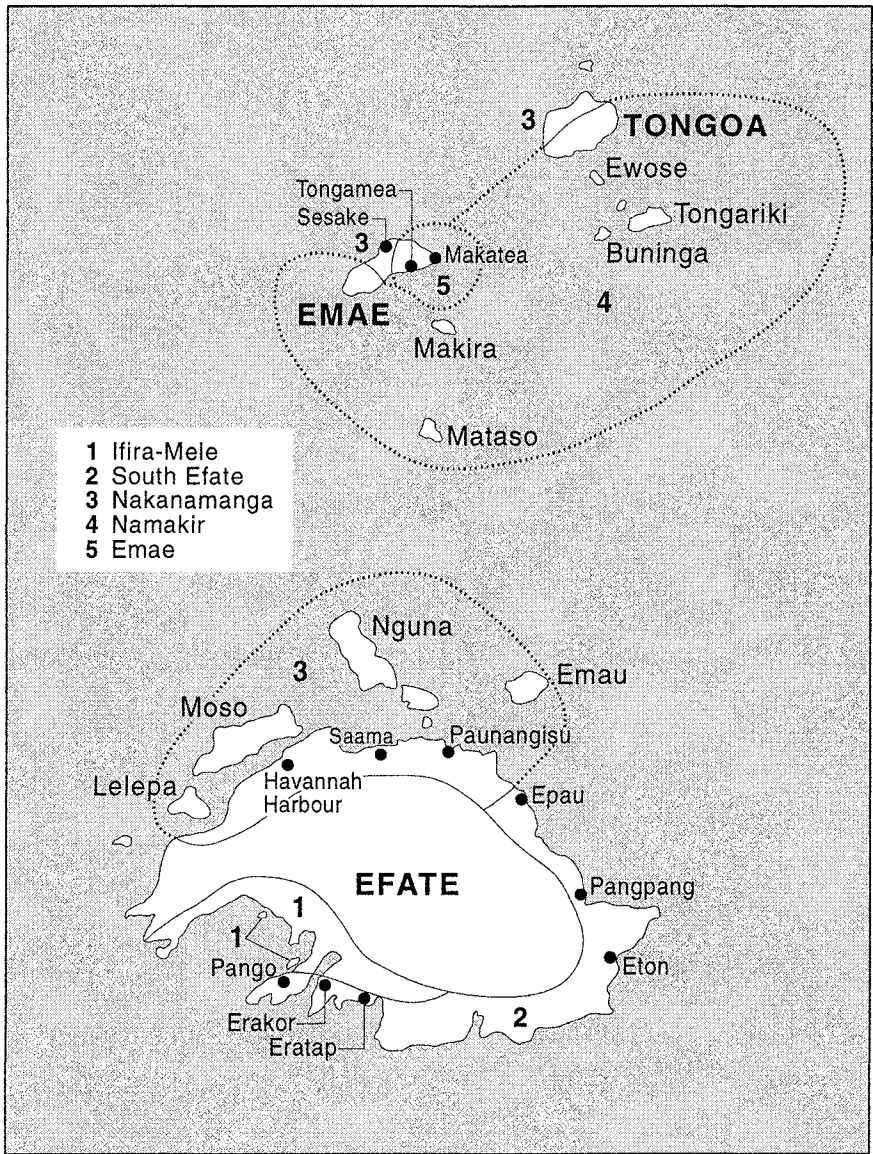 3 TONGOA
Ewose
Tongamea
Sesake
Tongariki
3
Makatea
Buninga
5
4
EMAE
Makira
Mataso
1 Ifira-Mele
2 South Efate
3 Nakanamanga
4 Namakir
5 Emae
Nguna
3
Emau
Moso
Saama
Paunangisu
Lelepa
Havannah
Harbour
Epau
EFATE
Pangpang
1
1
Pango
Eton
Erakor
2
Eratap